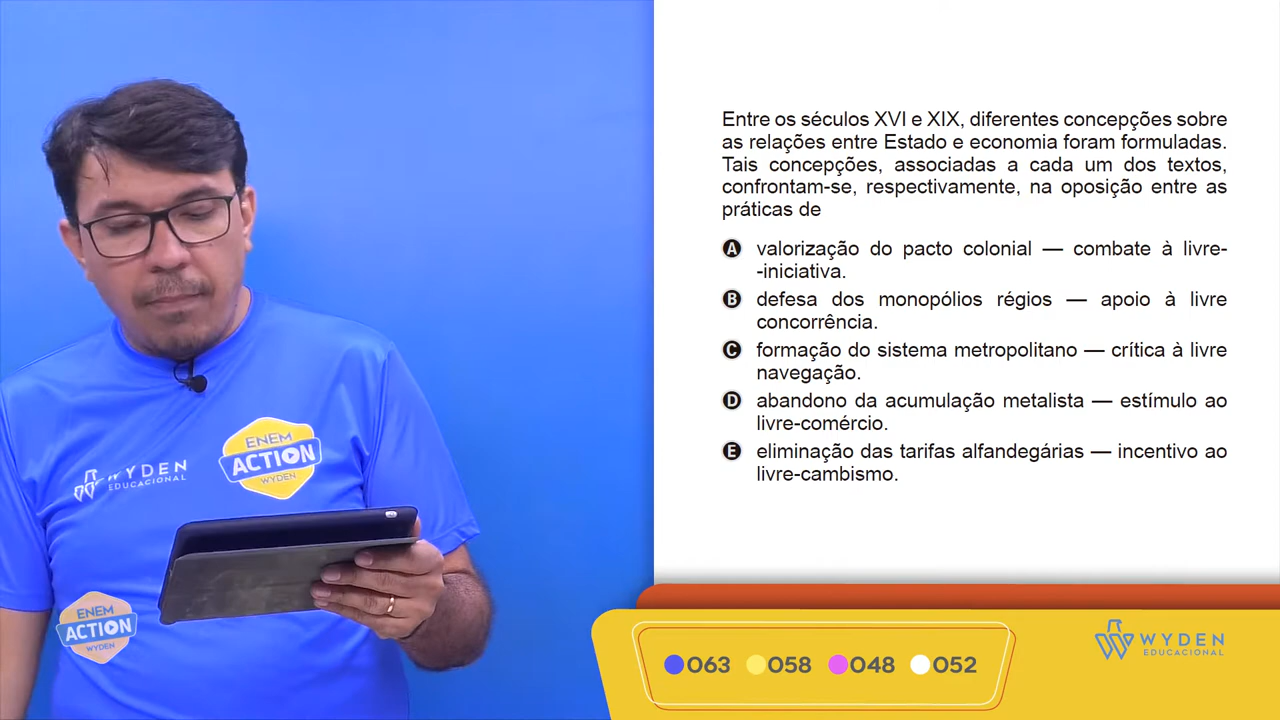 Entre os séculos XVI e XIX, diferentes concepções sobre
as relações entre Estado e economia foram formuladas.
Tais concepções, associadas a cada um dos textos,
confrontam-se, respectivamente, na oposição entre as
práticas de
A valorização do pacto colonial — combate à livre-
-iniciativa.
B defesa dos monopólios régios — apoio à livre
concorrência.
C formação do sistema metropolitano — crítica à livre
navegação.
D abandono da acumulação metalista — estímulo ao
livre-comércio.
E eliminação das tarifas alfandegárias — incentivo ao
livre-cambismo.
WYDEN
EDUCACIONAL
ENEM
ACTION
WYDEN
ENEM
ACTION
WYDEN
063 058 048 052
WYDEN
EDUCACIONAL